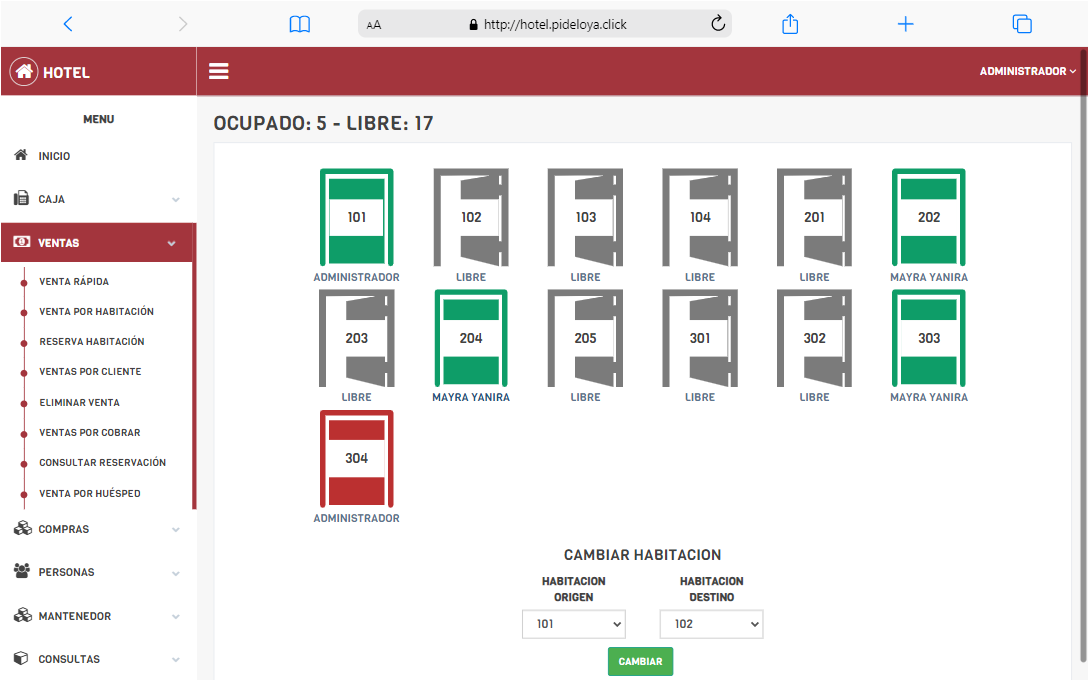 AA http://hotel.pideloya.click
HOTEL
ADMINISTRADOR
MENU
INICIO
CAJA
VENTAS
VENTA RÁPIDA
VENTA POR HABITACIÓN
RESERVA HABITACIÓN
VENTAS POR CLIENTE
ELIMINAR VENTA
VENTAS POR COBRAR
CONSULTAR RESERVACIÓN
VENTA POR HUÉSPED
COMPRAS
PERSONAS
MANTENEDOR
CONSULTAS
OCUPADO: 5 - LIBRE: 17
101 102 103 104 201 202
ADMINISTRADOR LIBRE LIBRE LIBRE LIBRE MAYRA YANIRA
203 204 205 301 302 303
LIBRE MAYRA YANIRA LIBRE LIBRE LIBRE MAYRA YANIRA
304
ADMINISTRADOR
CAMBIAR HABITACION
HABITACION
ORIGEN
101
HABITACION
DESTINO
102
CAMBIAR